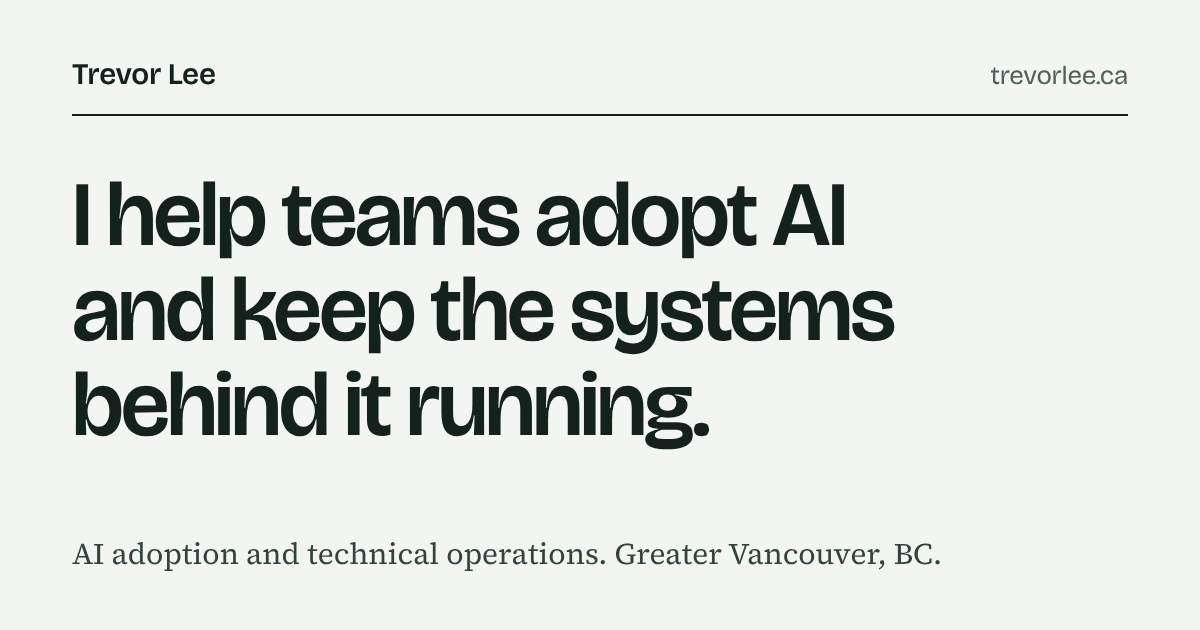 Trevor Lee
trevorlee.ca
I help teams adopt AI
and keep the systems
behind it running.
AI adoption and technical operations. Greater Vancouver, BC.